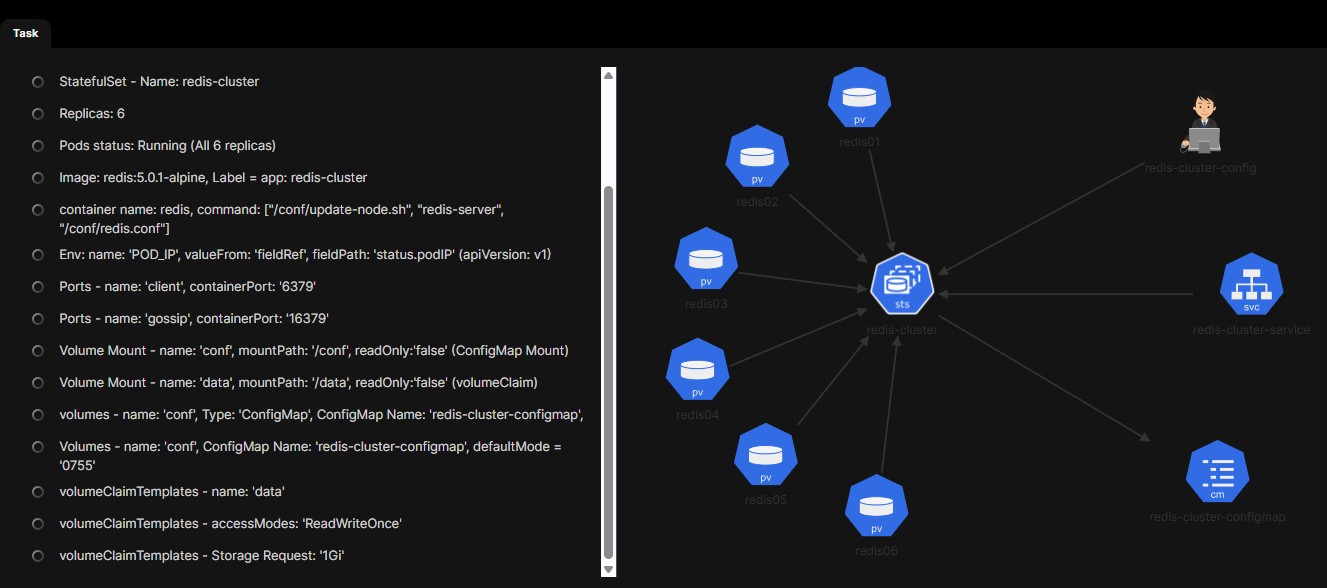 Task
StatefulSet - Name: redis-cluster
Replicas: 6
Pods status: Running (All 6 replicas)
Image: redis:5.0.1-alpine, Label = app: redis-cluster
container name: redis, command: ["/conf/update-node.sh", "redis-server",
"/conf/redis.conf"]
Env: name: 'POD_IP', valueFrom: 'fieldRef', fieldPath: 'status.podIP' (apiVersion: v1)
Ports - name: 'client', containerPort: '6379'
Ports - name: 'gossip', containerPort: '16379'
Volume Mount - name: 'conf', mountPath: '/conf', readOnly:'false' (ConfigMap Mount)
Volume Mount - name: 'data', mountPath: '/data', readOnly:'false' (volumeClaim)
volumes - name: 'conf', Type: 'ConfigMap', ConfigMap Name: 'redis-cluster-configmap',
Volumes - name: 'conf', ConfigMap Name: 'redis-cluster-configmap', defaultMode =
'0755'
volumeClaimTemplates - name: 'data'
volumeClaimTemplates - accessModes: 'ReadWriteOnce'
volumeClaimTemplates - Storage Request: '1Gi'
pv
redis01
pv
redis02
pv
redis03
pv
redis04
pv
redis05
pv
redis06
sts
redis-cluster
redis-cluster-config
svc
redis-cluster-service
cm
redis-cluster-configmap